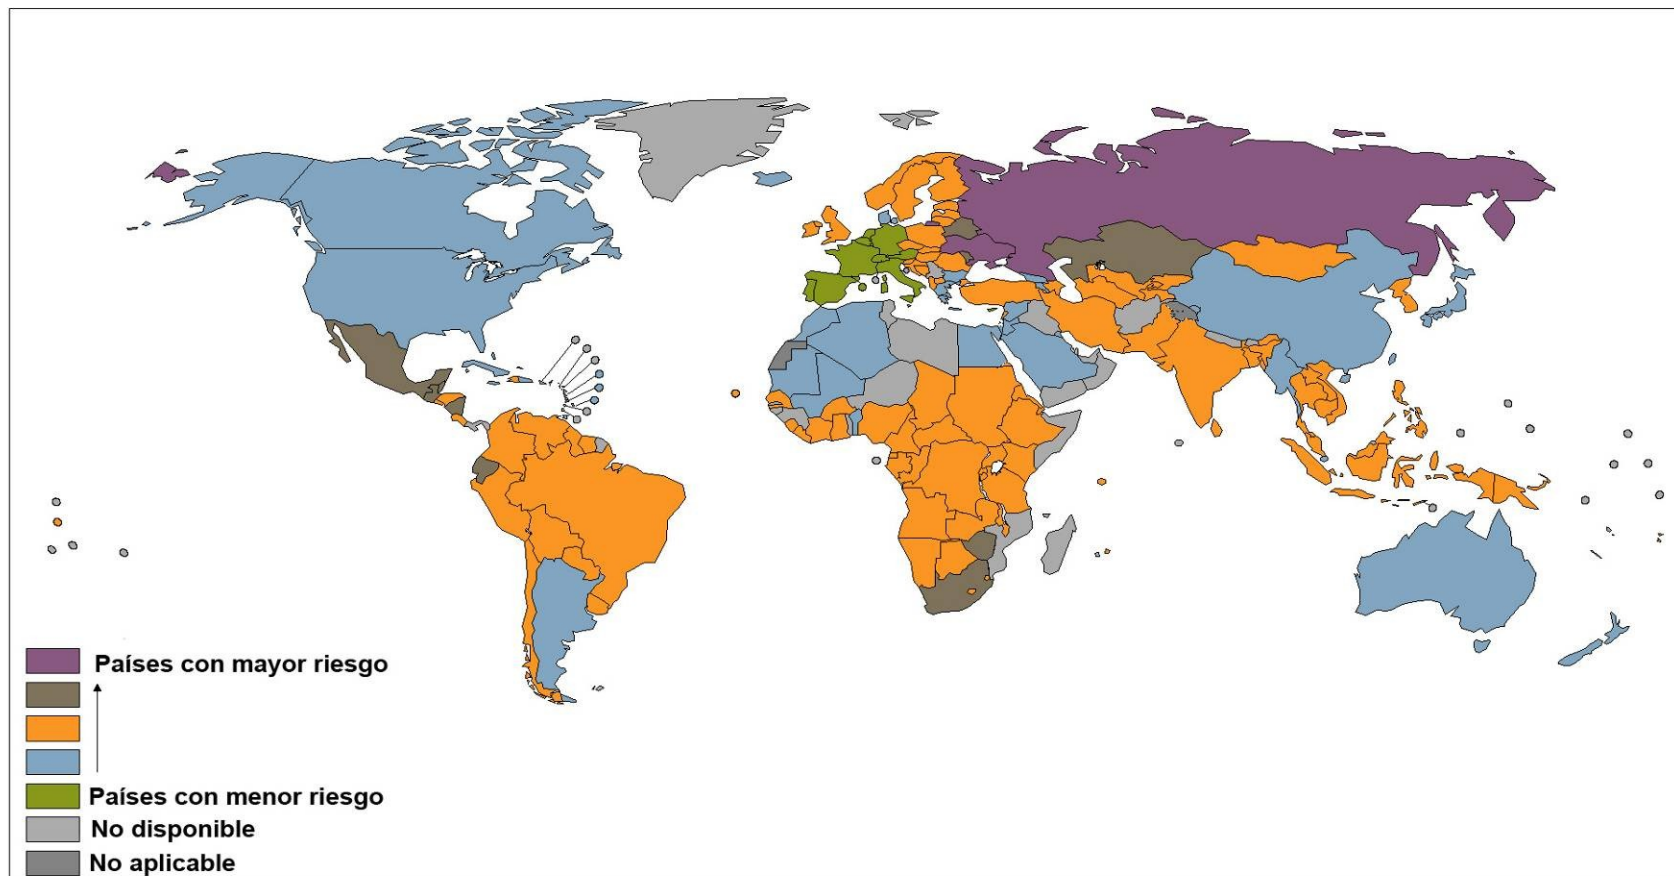 Países con mayor riesgo
Países con menor riesgo
No disponible
No aplicable